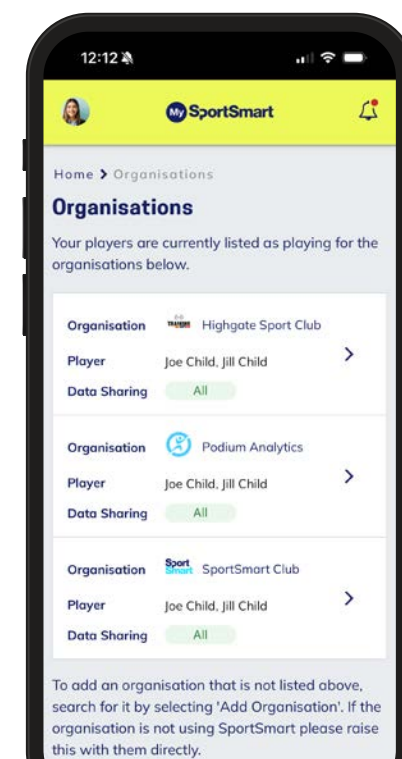 12:12
My SportSmart
Home > Organisations
Organisations
Your players are currently listed as playing for the
organisations below.
Organisation Highgate Sport Club
Player Joe Child, Jill Child
Data Sharing All
Organisation Podium Analytics
Player Joe Child, Jill Child
Data Sharing All
Organisation Sport Smart SportSmart Club
Player Joe Child, Jill Child
Data Sharing All
To add an organisation that is not listed above,
search for it by selecting 'Add Organisation'. If the
organisation is not using SportSmart please raise
this with them directly.